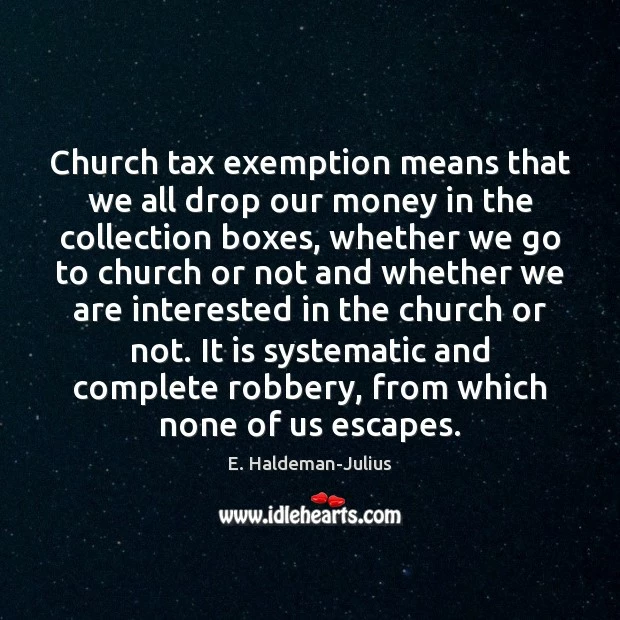 Church tax exemption means that
we all drop our money in the
collection boxes, whether we go
to church or not and whether we
are interested in the church or
not. It is systematic and
complete robbery, from which
none of us escapes.
E. Haldeman-Julius
www.idlehearts.com